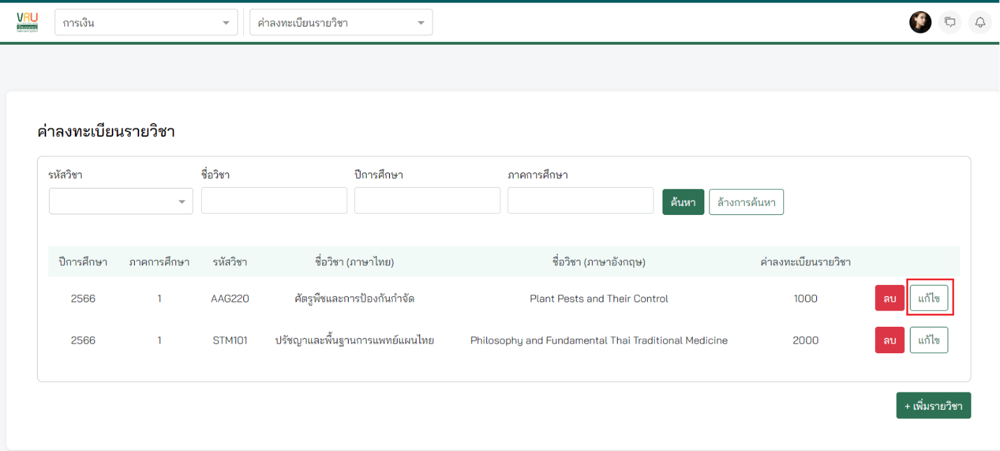 VRU
การเงิน
ค่าลงทะเบียนรายวิชา
ค่าลงทะเบียนรายวิชา
รหัสวิชา ชื่อวิชา ปีการศึกษา ภาคการศึกษา
ค้นหา ล้างการค้นหา
ปีการศึกษา ภาคการศึกษา รหัสวิชา ชื่อวิชา (ภาษาไทย) ชื่อวิชา (ภาษาอังกฤษ) ค่าลงทะเบียนรายวิชา
2566 1 AAG220 ศัตรูพืชและการป้องกันกำจัด Plant Pests and Their Control 1000 ลบ แก้ไข
2566 1 STM101 ปรัชญาและพื้นฐานการแพทย์แผนไทย Philosophy and Fundamental Thai Traditional Medicine 2000 ลบ แก้ไข
+ เพิ่มรายวิชา